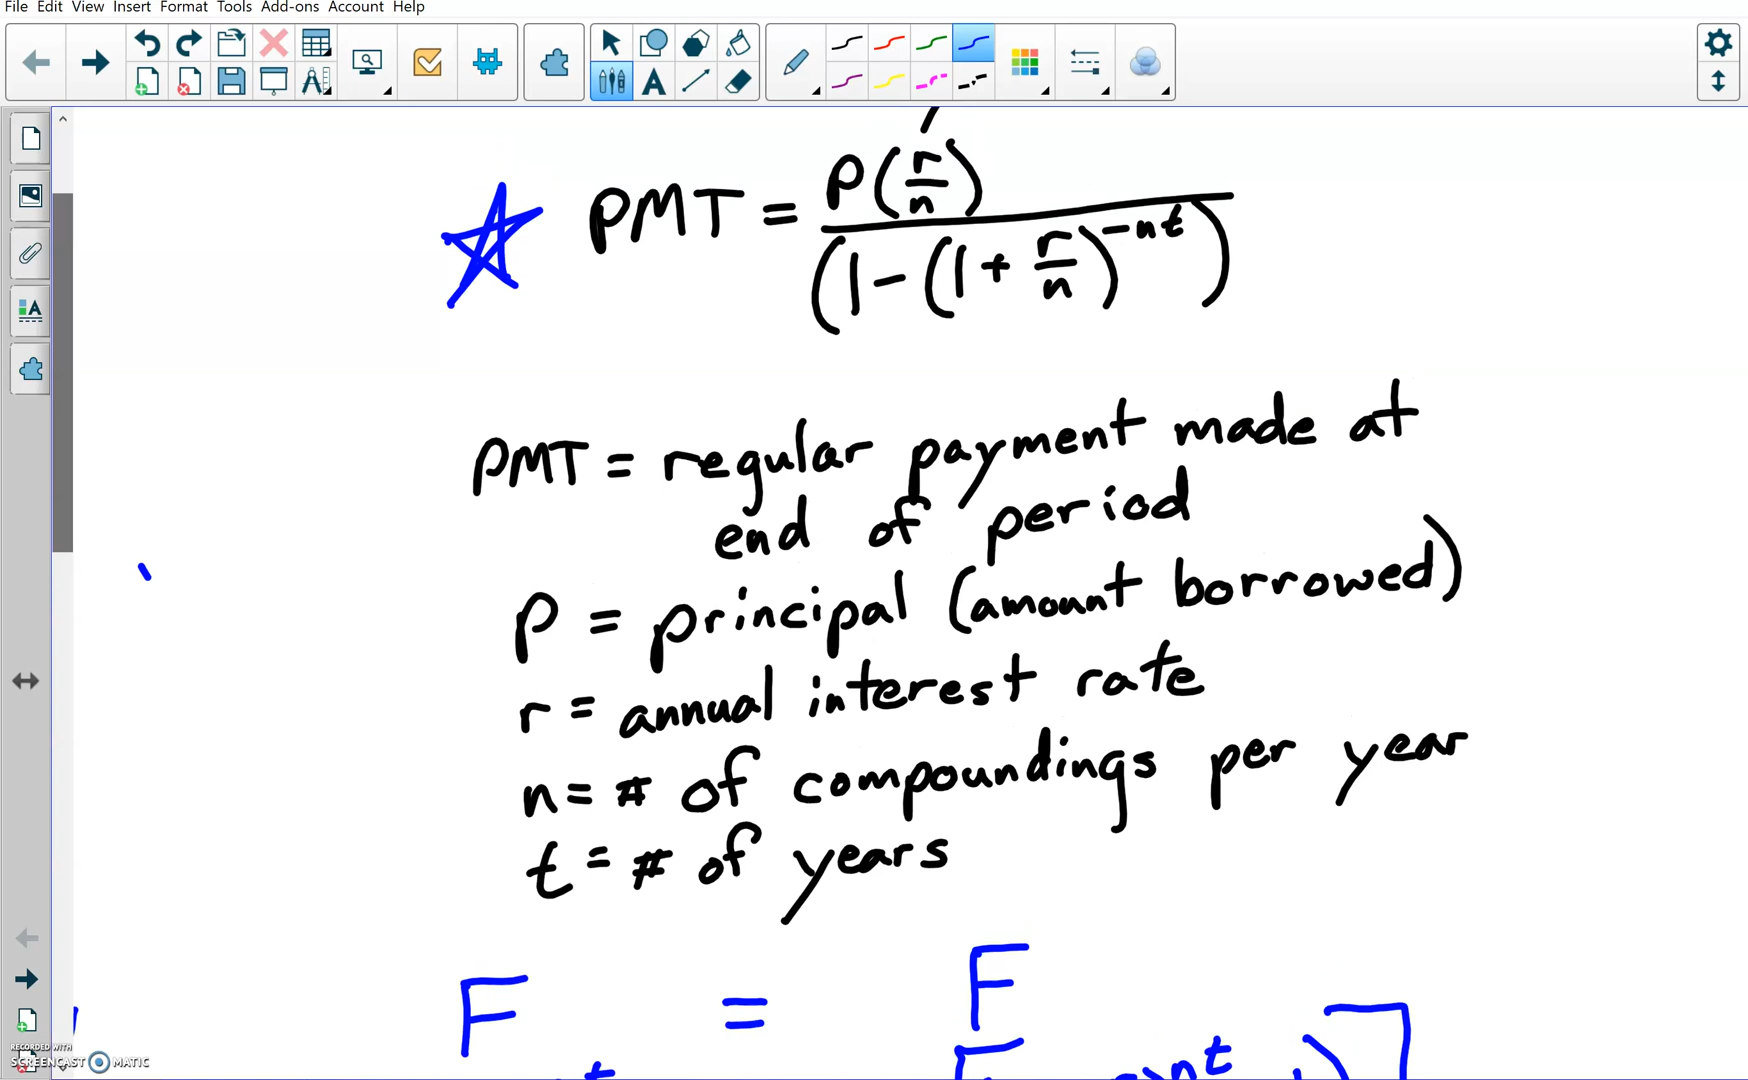 File Edit View Insert Format Tools Add-ons Account Help
PMT = P(r/n) / (1-(1+r/n)^-nt)
PMT = regular payment made at
end of period
P = principal (amount borrowed)
r = annual interest rate
n = # of compoundings per year
t = # of years
F = F
t
nt
RECORDED WITH
SCREENCAST MATIC